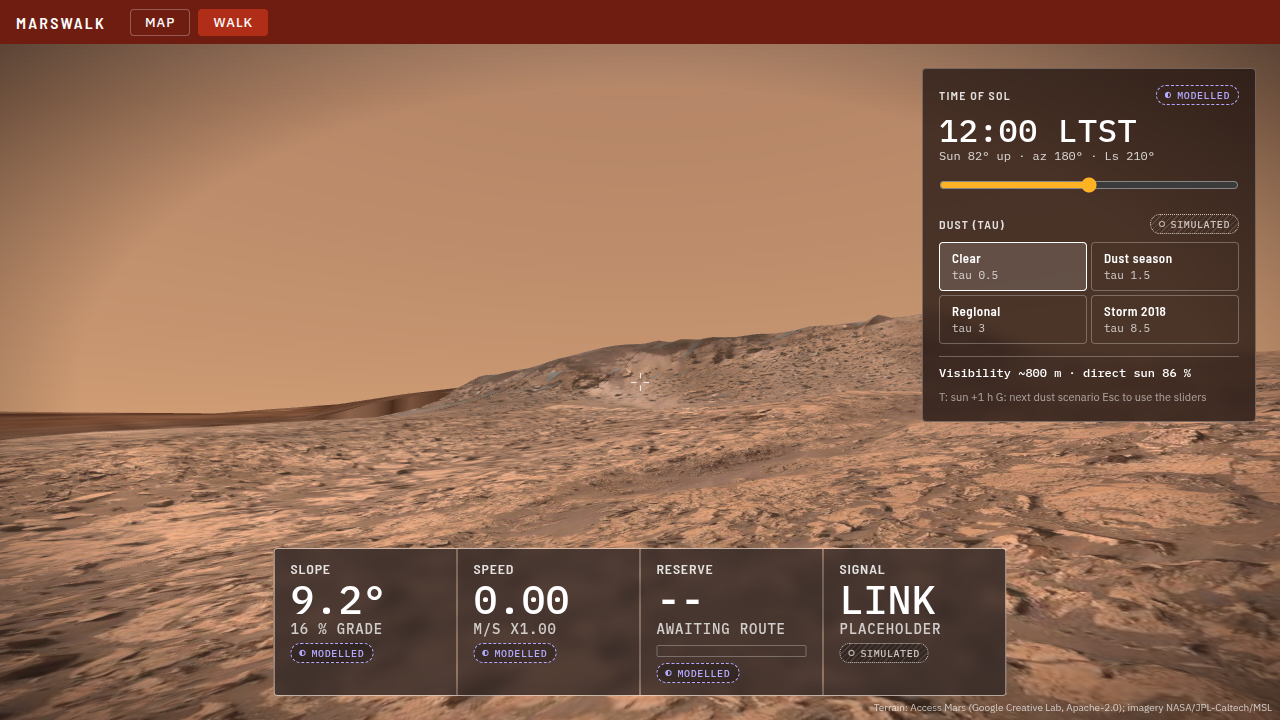 MARSWALK MAP WALK
TIME OF SOL MODELLED
12:00 LTST
Sun 82° up · az 180° · Ls 210°
DUST (TAU) SIMULATED
Clear
tau 0.5
Dust season
tau 1.5
Regional
tau 3
Storm 2018
tau 8.5
Visibility ~800 m · direct sun 86 %
T: sun +1 h G: next dust scenario Esc to use the sliders
SLOPE
9.2°
16 % GRADE
MODELLED
SPEED
0.00
M/S X1.00
MODELLED
RESERVE
--
AWAITING ROUTE
MODELLED
SIGNAL
LINK
PLACEHOLDER
SIMULATED
Terrain: Access Mars (Google Creative Lab, Apache-2.0); imagery NASA/JPL-Caltech/MSL